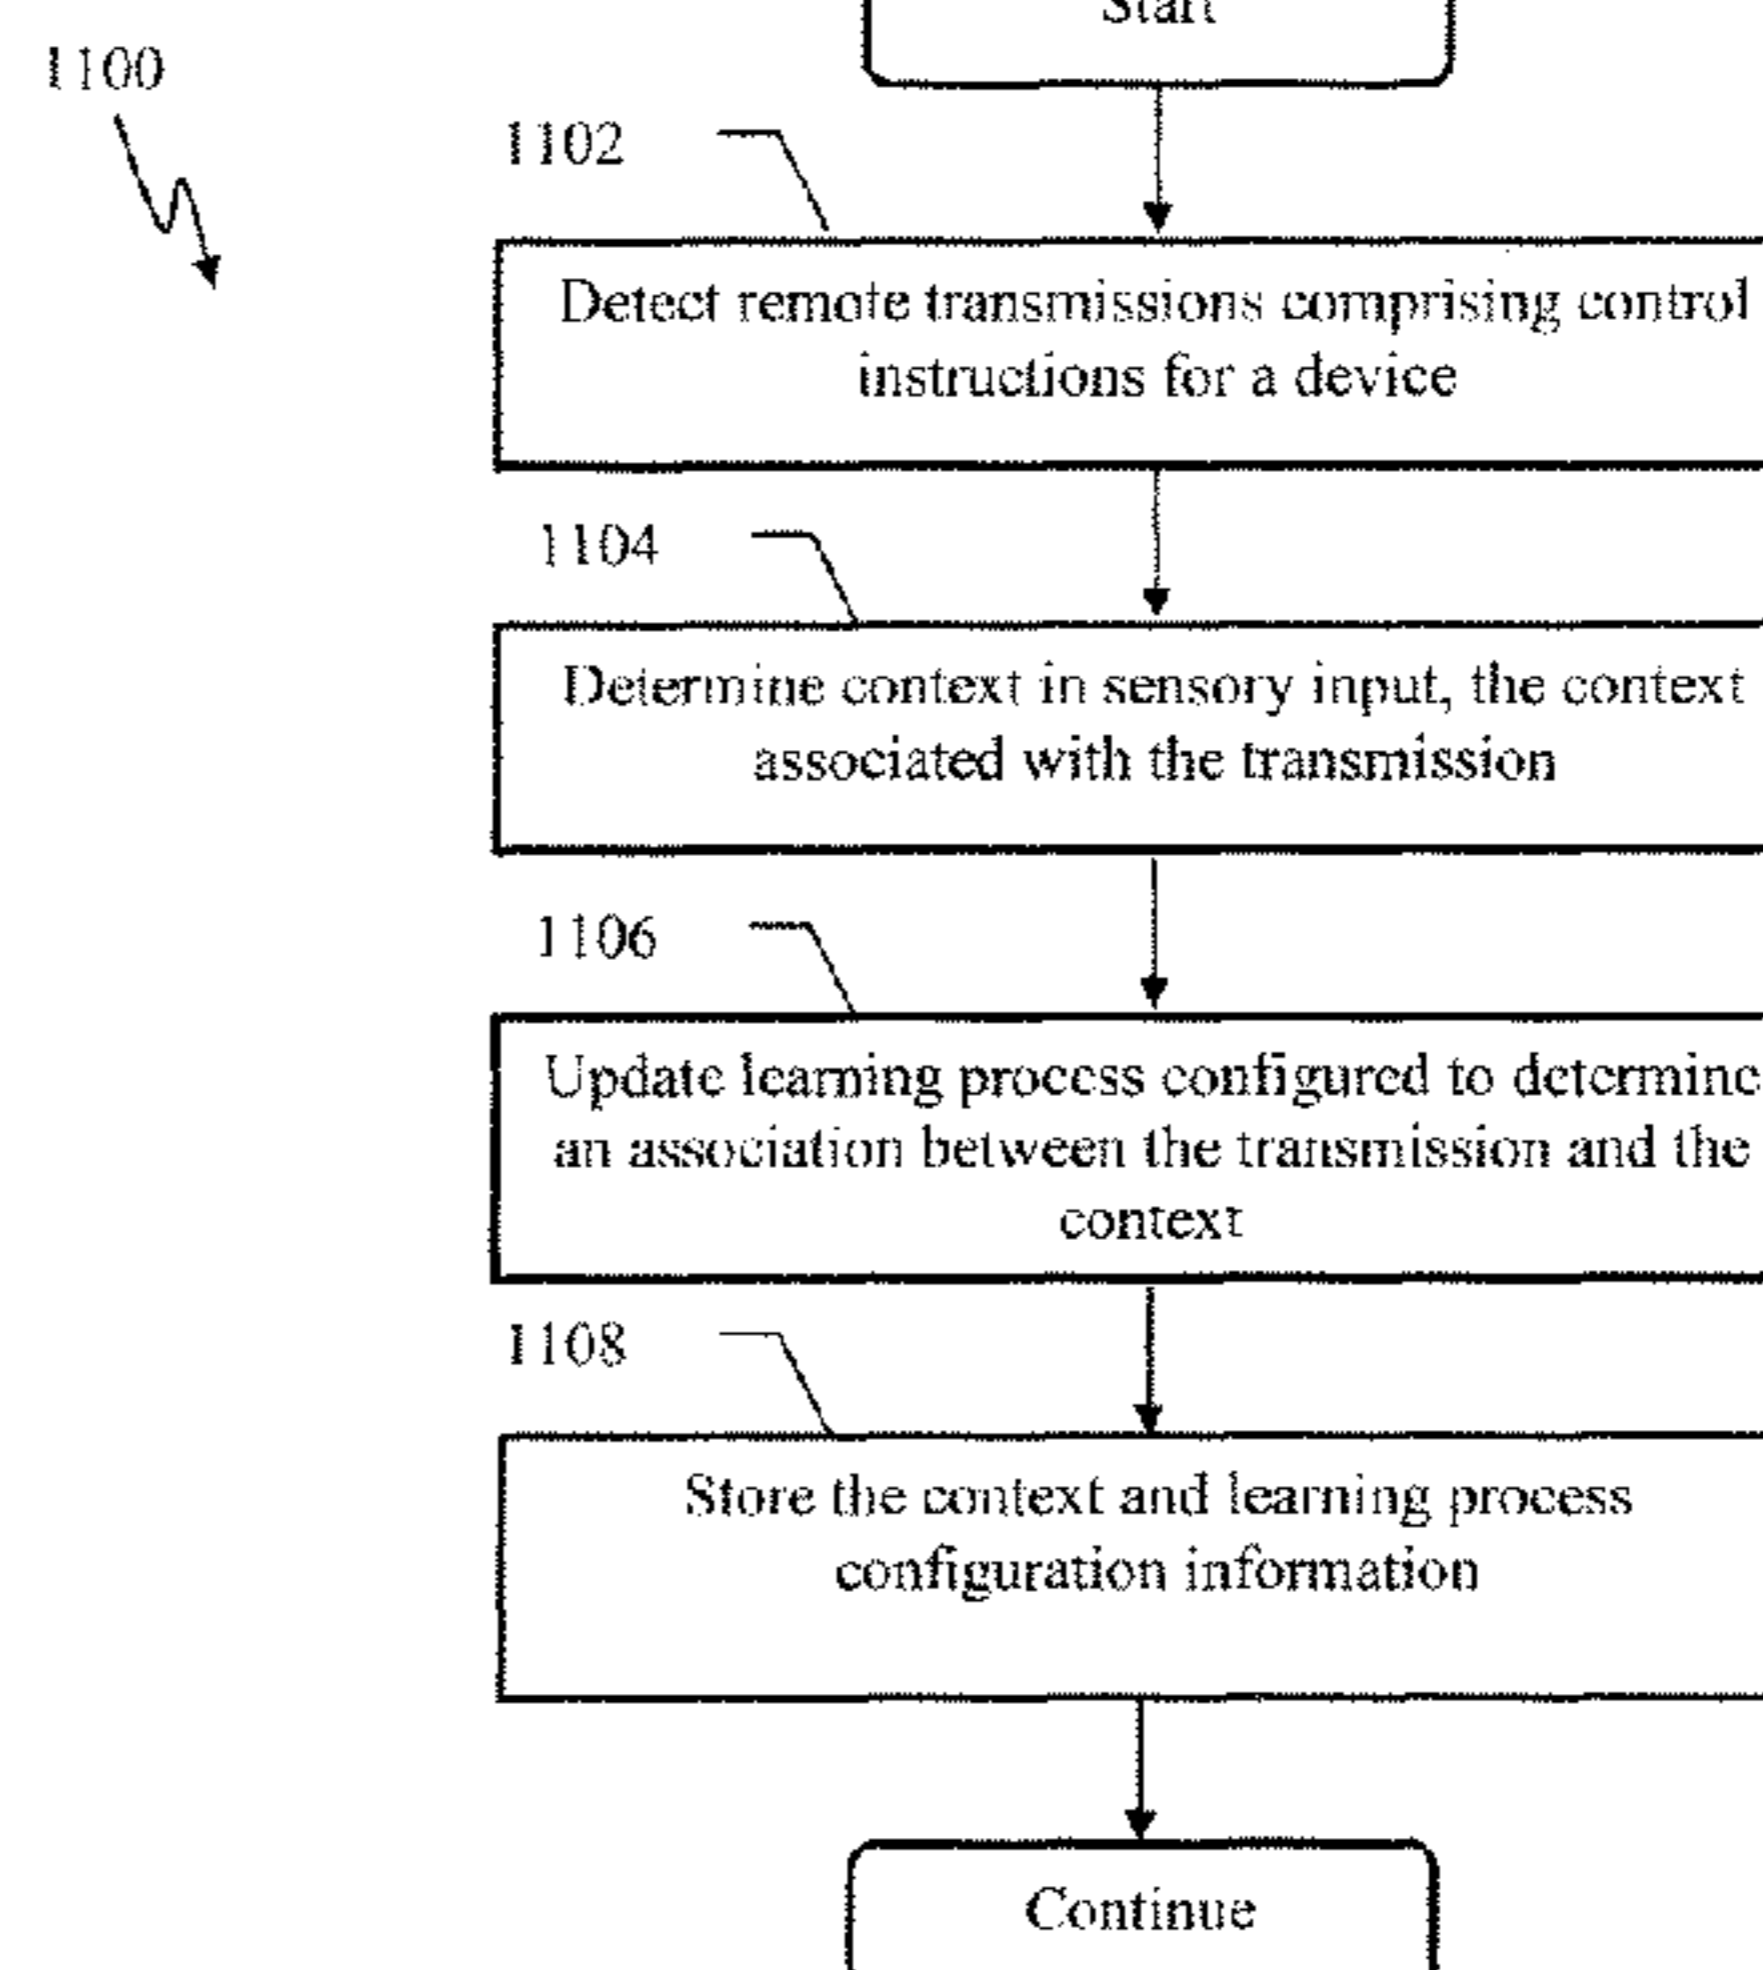 Start
1100
1102
Detect remote transmissions comprising control
instructions for a device
1104
Determine context in sensory input, the context
associated with the transmission
1106
Update learning process configured to determine
an association between the transmission and the
context
1108
Store the context and learning process
configuration information
Continue